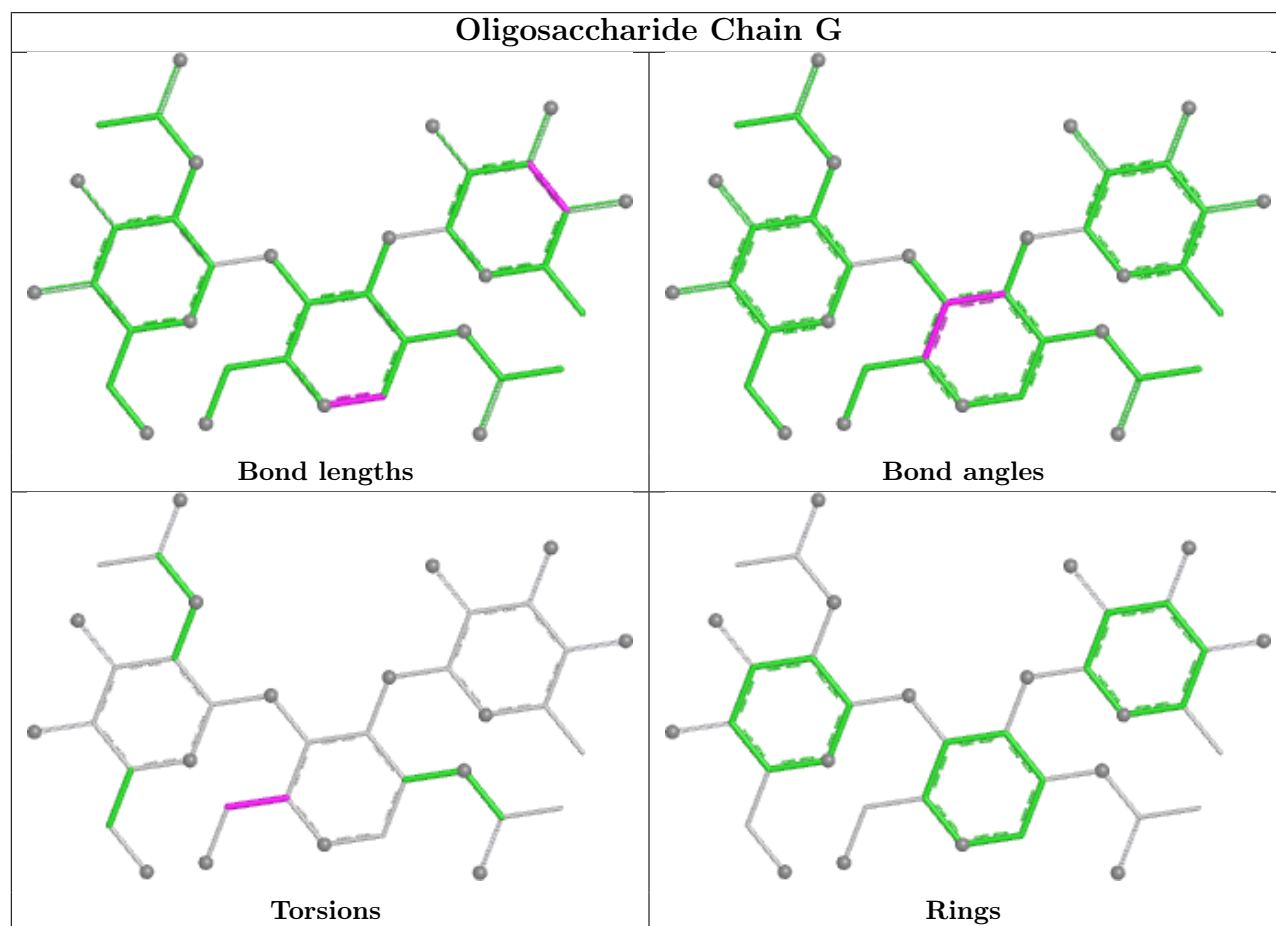 Oligosaccharide Chain G
Bond lengths
Bond angles
Torsions
Rings